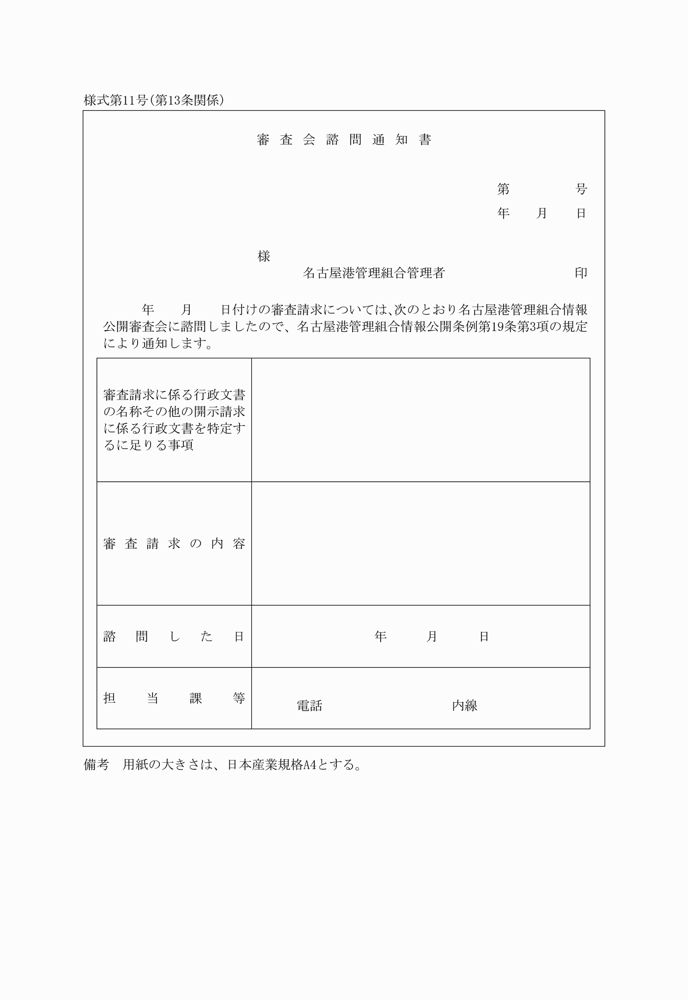 様式第11号(第13条関係)
審査会諮問通知書
第　　　　　号
年　　月　　日
様
名古屋港管理組合管理者　　　　　　　　　　印
年　　月　　日付けの審査請求については、次のとおり名古屋港管理組合情報
公開審査会に諮問しましたので、名古屋港管理組合情報公開条例第19条第3項の規定
により通知します。
審査請求に係る行政文書
の名称その他の開示請求
に係る行政文書を特定す
るに足りる事項
審査請求の内容
諮問した日　　　年　　　月　　　日
担当課等
電話　　　　　　　　　　内線
備考　用紙の大きさは、日本産業規格A4とする。